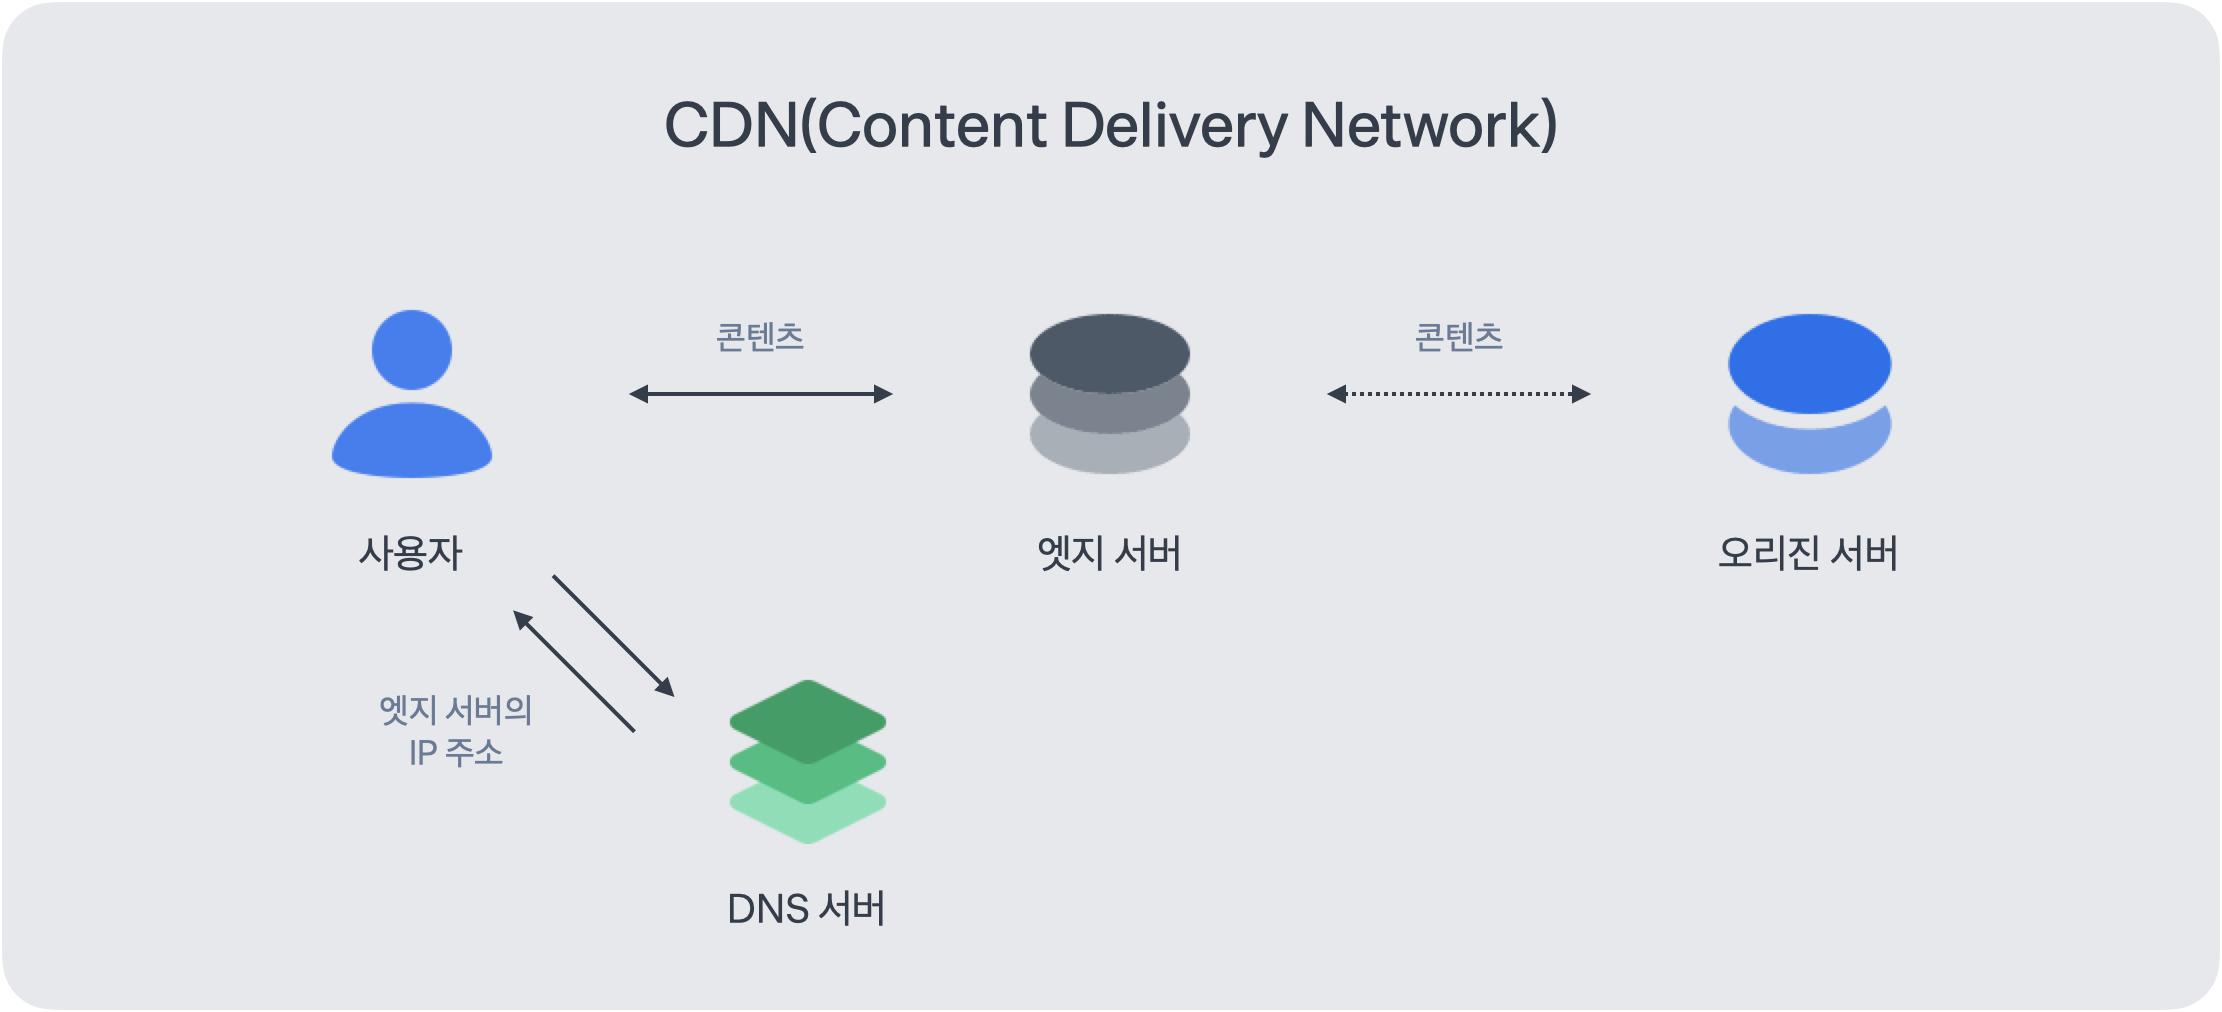 CDN(Content Delivery Network)
콘텐츠
콘텐츠
사용자
엣지 서버
오리진 서버
엣지 서버의
IP 주소
DNS 서버